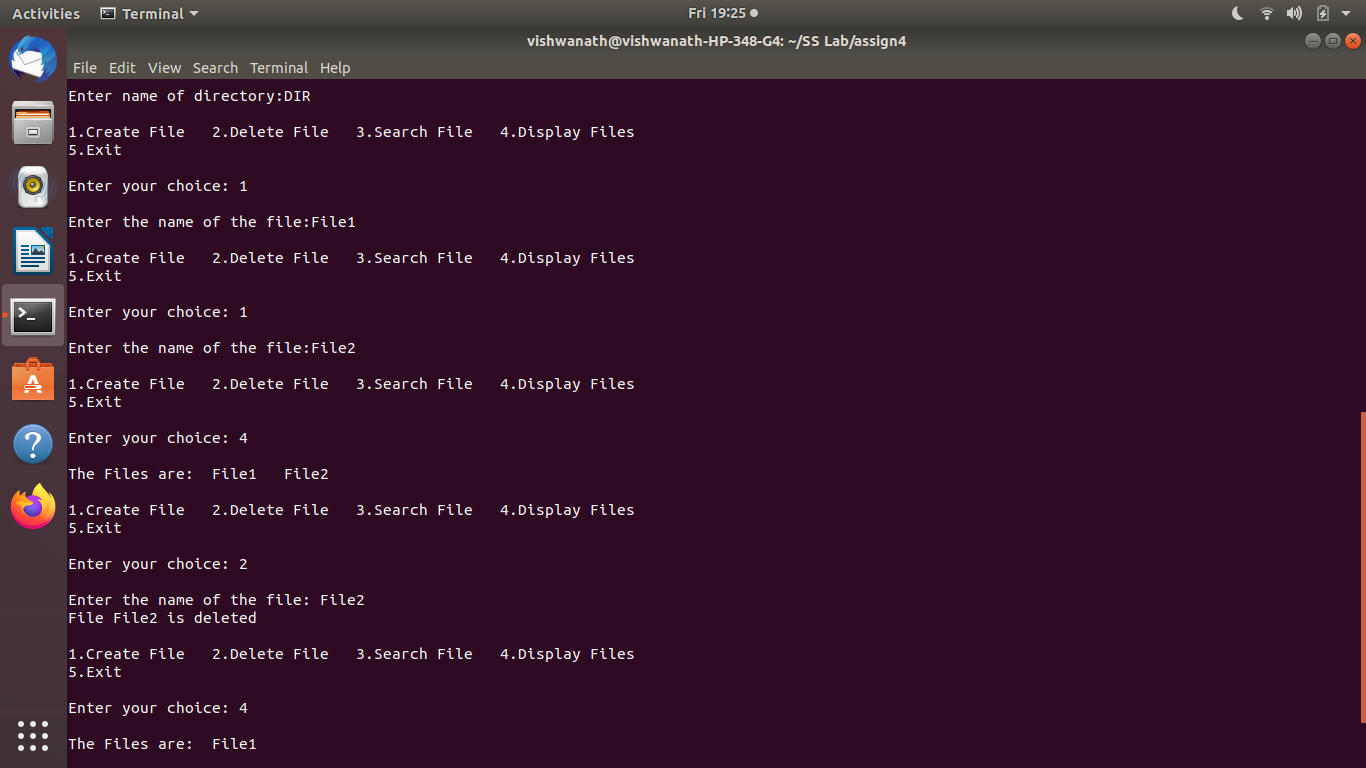 Activities Terminal Fri 19:25
vishwanath@vishwanath-HP-348-G4: ~/SS Lab/assign4
File Edit View Search Terminal Help
Enter name of directory:DIR
1.Create File   2.Delete File   3.Search File   4.Display Files
5.Exit
Enter your choice: 1
Enter the name of the file:File1
1.Create File   2.Delete File   3.Search File   4.Display Files
5.Exit
Enter your choice: 1
Enter the name of the file:File2
1.Create File   2.Delete File   3.Search File   4.Display Files
5.Exit
Enter your choice: 4
The Files are:  File1   File2
1.Create File   2.Delete File   3.Search File   4.Display Files
5.Exit
Enter your choice: 2
Enter the name of the file: File2
File File2 is deleted
1.Create File   2.Delete File   3.Search File   4.Display Files
5.Exit
Enter your choice: 4
The Files are:  File1